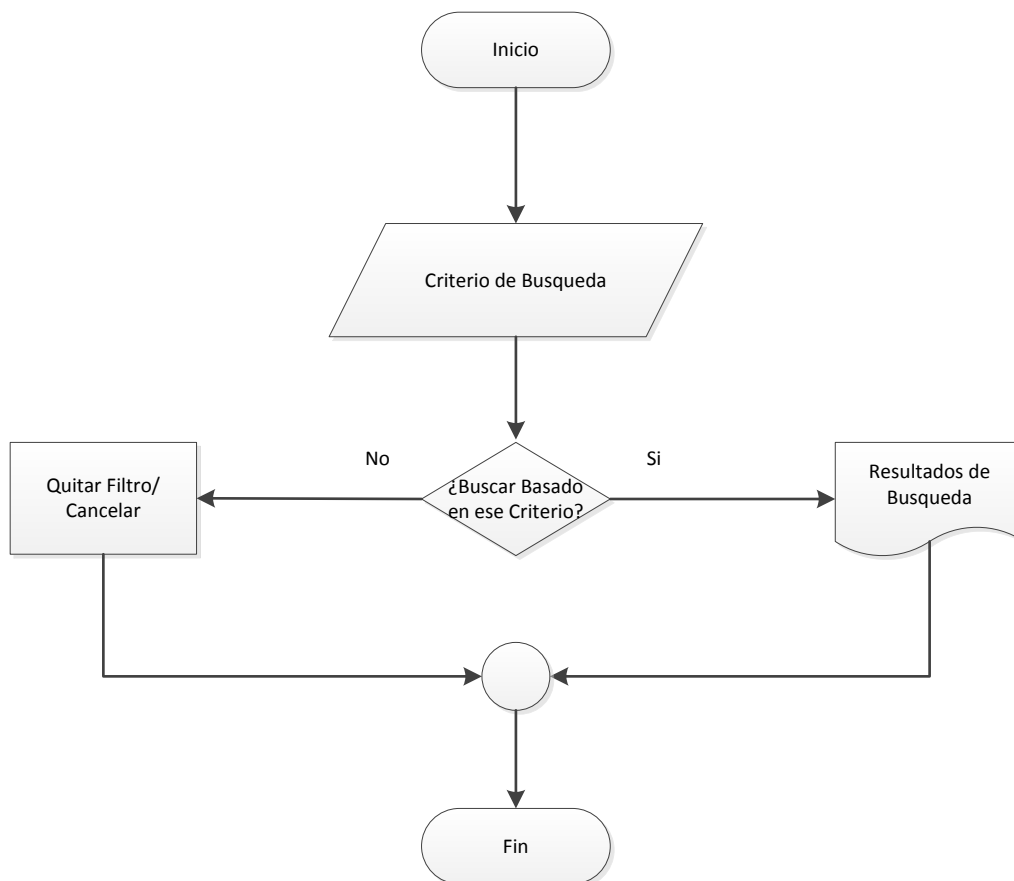 Inicio
Criterio de Busqueda
No
Si
Quitar Filtro/
Cancelar
¿Buscar Basado
en ese Criterio?
Resultados de
Busqueda
Fin